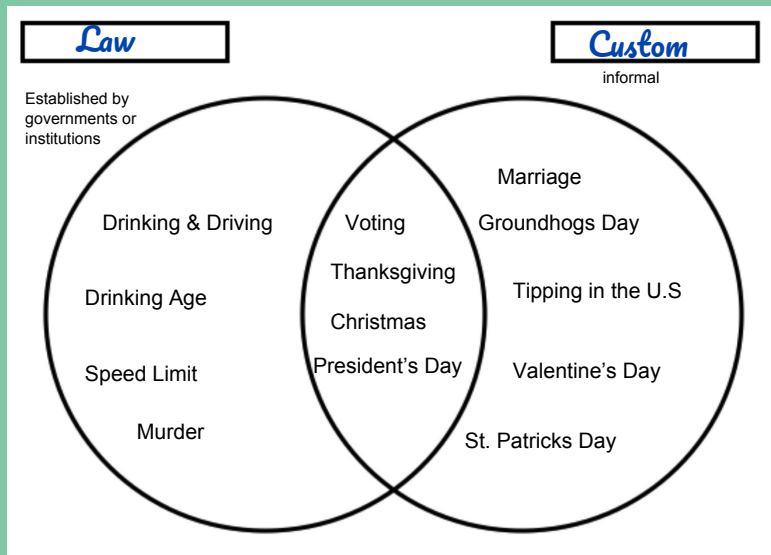 Law
Custom
informal
Established by
governments or
institutions
Drinking & Driving
Drinking Age
Speed Limit
Murder
Voting
Thanksgiving
Christmas
President’s Day
Marriage
Groundhogs Day
Tipping in the U.S
Valentine’s Day
St. Patricks Day